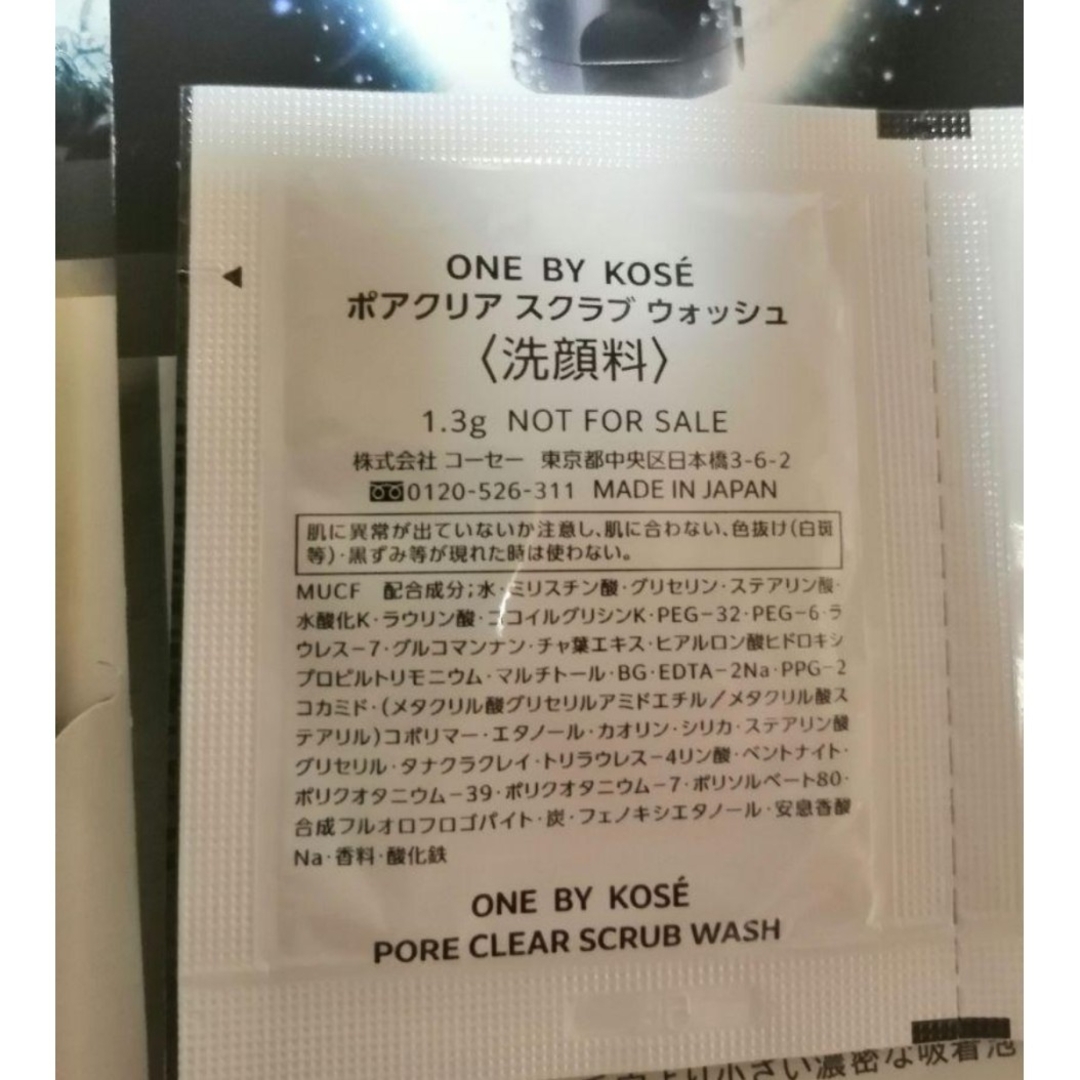 ONE BY KOSÉ
ポアクリア スクラブ ウォッシュ
〈洗顔料〉
1.3g NOT FOR SALE
株式会社 コーセー 東京都中央区日本橋3-6-2
0120-526-311 MADE IN JAPAN
肌に異常が出ていないか注意し、肌に合わない、色抜け(白斑
等)・黒ずみ等が現れた時は使わない。
MUCF 配合成分;水・ミリスチン酸・グリセリン・ステアリン酸・
水酸化K・ラウリン酸・ココイルグリシンK・PEG-32・PEG-6・ラ
ウレス-7・グルコマンナン・チャ葉エキス・ヒアルロン酸ヒドロキシ
プロピルトリモニウム・マルチトール・BG・EDTA-2Na・PPG-2
コカミド・(メタクリル酸グリセリルアミドエチル/メタクリル酸ス
テアリル)コポリマー・エタノール・カオリン・シリカ・ステアリン酸
グリセリル・タナクラクレイ・トリラウレス-4リン酸・ベントナイト・
ポリクオタニウム-39・ポリクオタニウム-7・ポリソルベート80・
合成フルオロフロゴパイト・炭・フェノキシエタノール・安息香酸
Na・香料・酸化鉄
ONE BY KOSÉ
PORE CLEAR SCRUB WASH
より小さい濃密な吸着泡